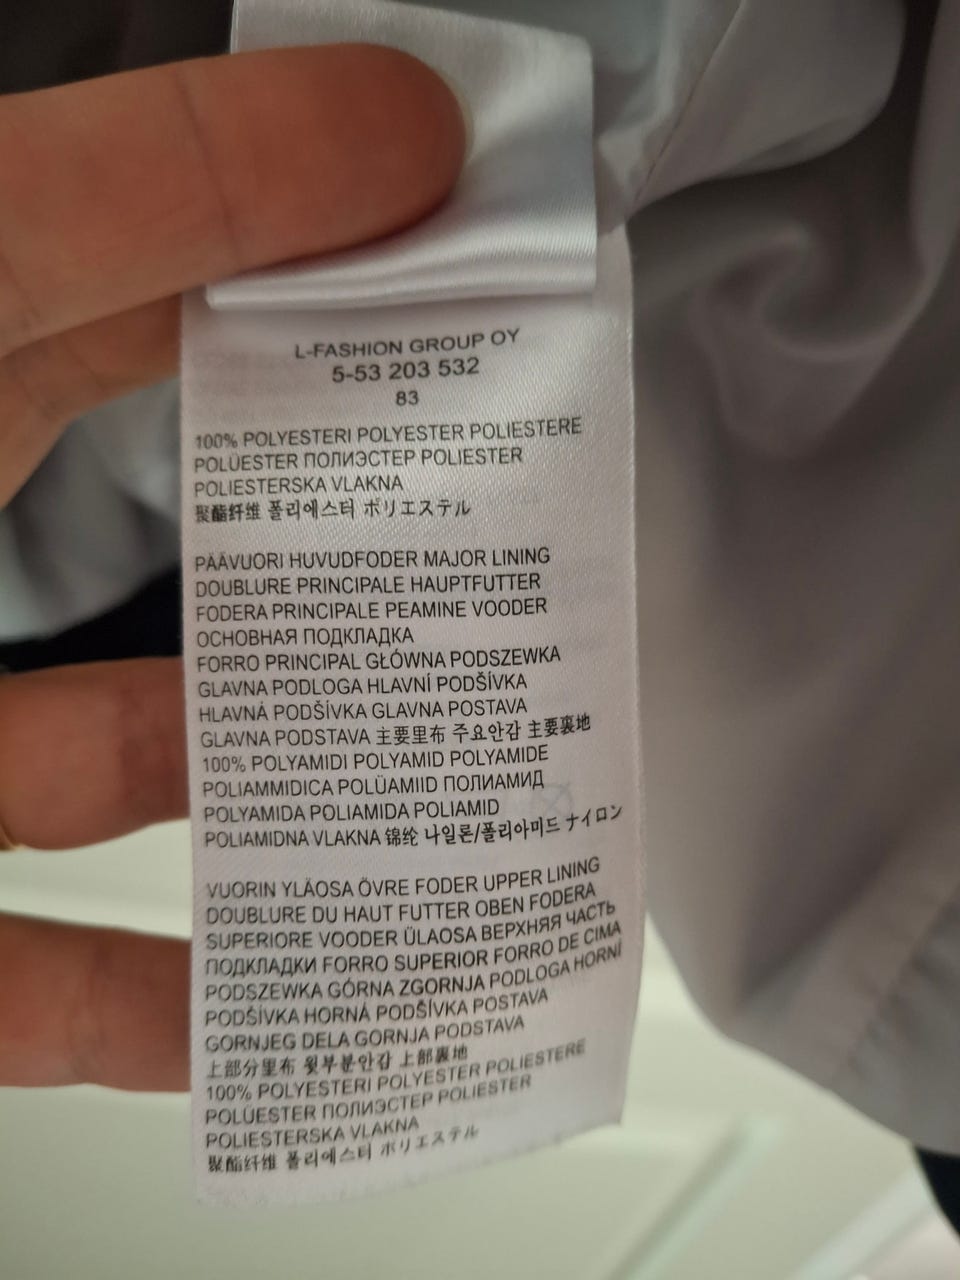 L-FASHION GROUP OY
5-53 203 532
83
100% POLYESTERI POLYESTER POLIESTERE
POLÜESTER ПОЛИЭСТЕР POLIESTER
POLIESTERSKA VLAKNA
聚酯纤维 폴리에스터 ポリエステル
PÄÄVUORI HUVUDFODER MAJOR LINING
DOUBLURE PRINCIPALE HAUPTFUTTER
FODERA PRINCIPALE PEAMINE VOODER
ОСНОВНАЯ ПОДКЛАДКА
FORRO PRINCIPAL GŁÓWNA PODSZEWKA
GLAVNA PODLOGA HLAVNÍ PODŠÍVKA
HLAVNÁ PODŠÍVKA GLAVNA POSTAVA
GLAVNA PODSTAVA 主要里布 주요안감 主要裏地
100% POLYAMIDI POLYAMID POLYAMIDE
POLIAMMIDICA POLÜAMIID ПОЛИАМИД
POLYAMIDA POLIAMIDA POLIAMID
POLIAMIDNA VLAKNA 锦纶 나일론/폴리아미드 ナイロン
VUORIN YLÄOSA ÖVRE FODER UPPER LINING
DOUBLURE DU HAUT FUTTER OBEN FODERA
SUPERIORE VOODER ÜLAOSA ВЕРХНЯЯ ЧАСТЬ
ПОДКЛАДКИ FORRO SUPERIOR FORRO DE CIMA
PODSZEWKA GÓRNA ZGORNJA PODLOGA HORNÍ
PODŠÍVKA HORNÁ PODŠÍVKA POSTAVA
GORNJEG DELA GORNJA PODSTAVA
上部分里布 윗부분안감 上部裏地
100% POLYESTERI POLYESTER POLIESTERE
POLÜESTER ПОЛИЭСТЕР POLIESTER
POLIESTERSKA VLAKNA
聚酯纤维 폴리에스터 ポリエステル